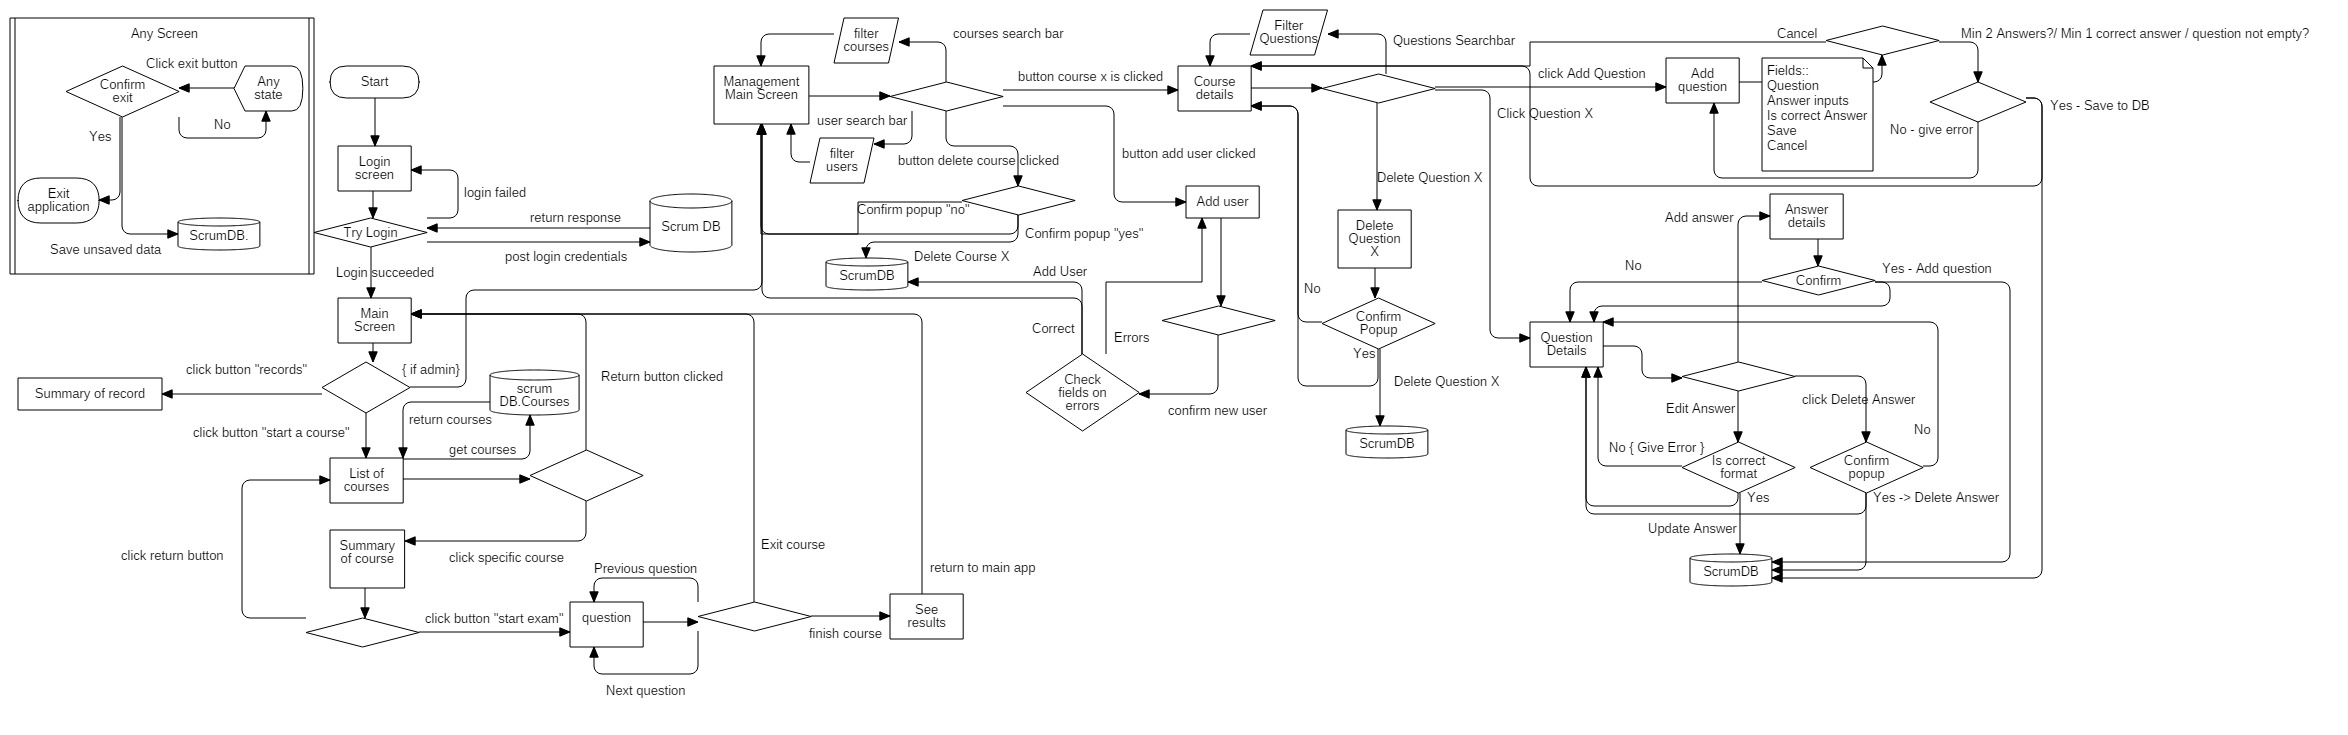 Any Screen
Click exit button
Confirm
exit
Any
state
No
Yes
Exit
application
ScrumDB.
Save unsaved data
Start
Login
screen
login failed
Try Login
return response
Scrum DB
post login credentials
Login succeeded
Main
Screen
click button "records"
{ if admin}
Summary of record
scrum
DB.Courses
Return button clicked
return courses
click button "start a course"
get courses
List of
courses
Summary
of course
click return button
click specific course
Exit course
Previous question
return to main app
click button "start exam"
question
See
results
finish course
Next question
filter
courses
courses search bar
Management
Main Screen
button course x is clicked
user search bar
filter
users
button delete course clicked
button add user clicked
Confirm popup "no"
Add user
Confirm popup "yes"
Delete Course X
ScrumDB
Add User
Correct
Errors
Check
fields on
errors
confirm new user
Filter
Questions
Questions Searchbar
Course
details
click Add Question
Click Question X
Delete Question X
Delete
Question
X
No
Confirm
Popup
Yes
Delete Question X
ScrumDB
Cancel
Min 2 Answers?/ Min 1 correct answer / question not empty?
Add
question
Fields::
Question
Answer inputs
Is correct Answer
Save
Cancel
Yes - Save to DB
No - give error
Add answer
Answer
details
No
Yes - Add question
Confirm
Question
Details
Edit Answer
click Delete Answer
No
No { Give Error }
Is correct
format
Confirm
popup
Yes
Yes -> Delete Answer
Update Answer
ScrumDB